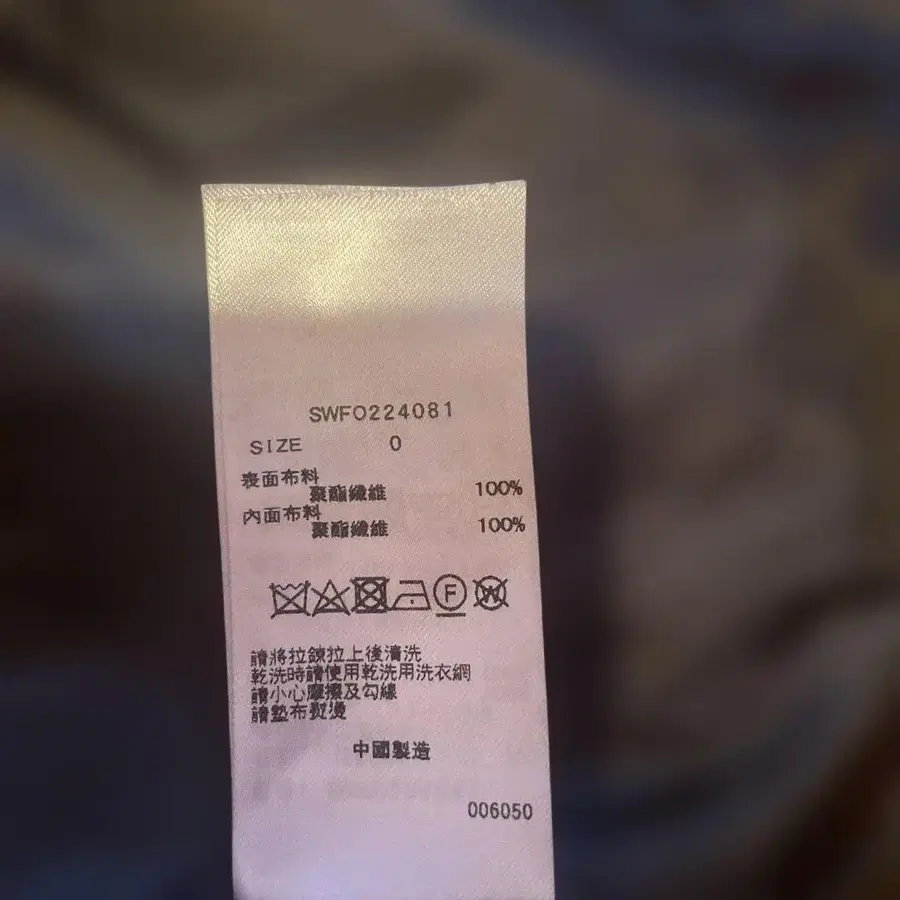 SWFO224081
SIZE 0
表面布料
聚酯纖維 100%
內面布料
聚酯纖維 100%
F W
請將拉鍊拉上後清洗
乾洗時請使用乾洗用洗衣網
請小心摩擦及勾線
請墊布熨燙
中國製造
006050